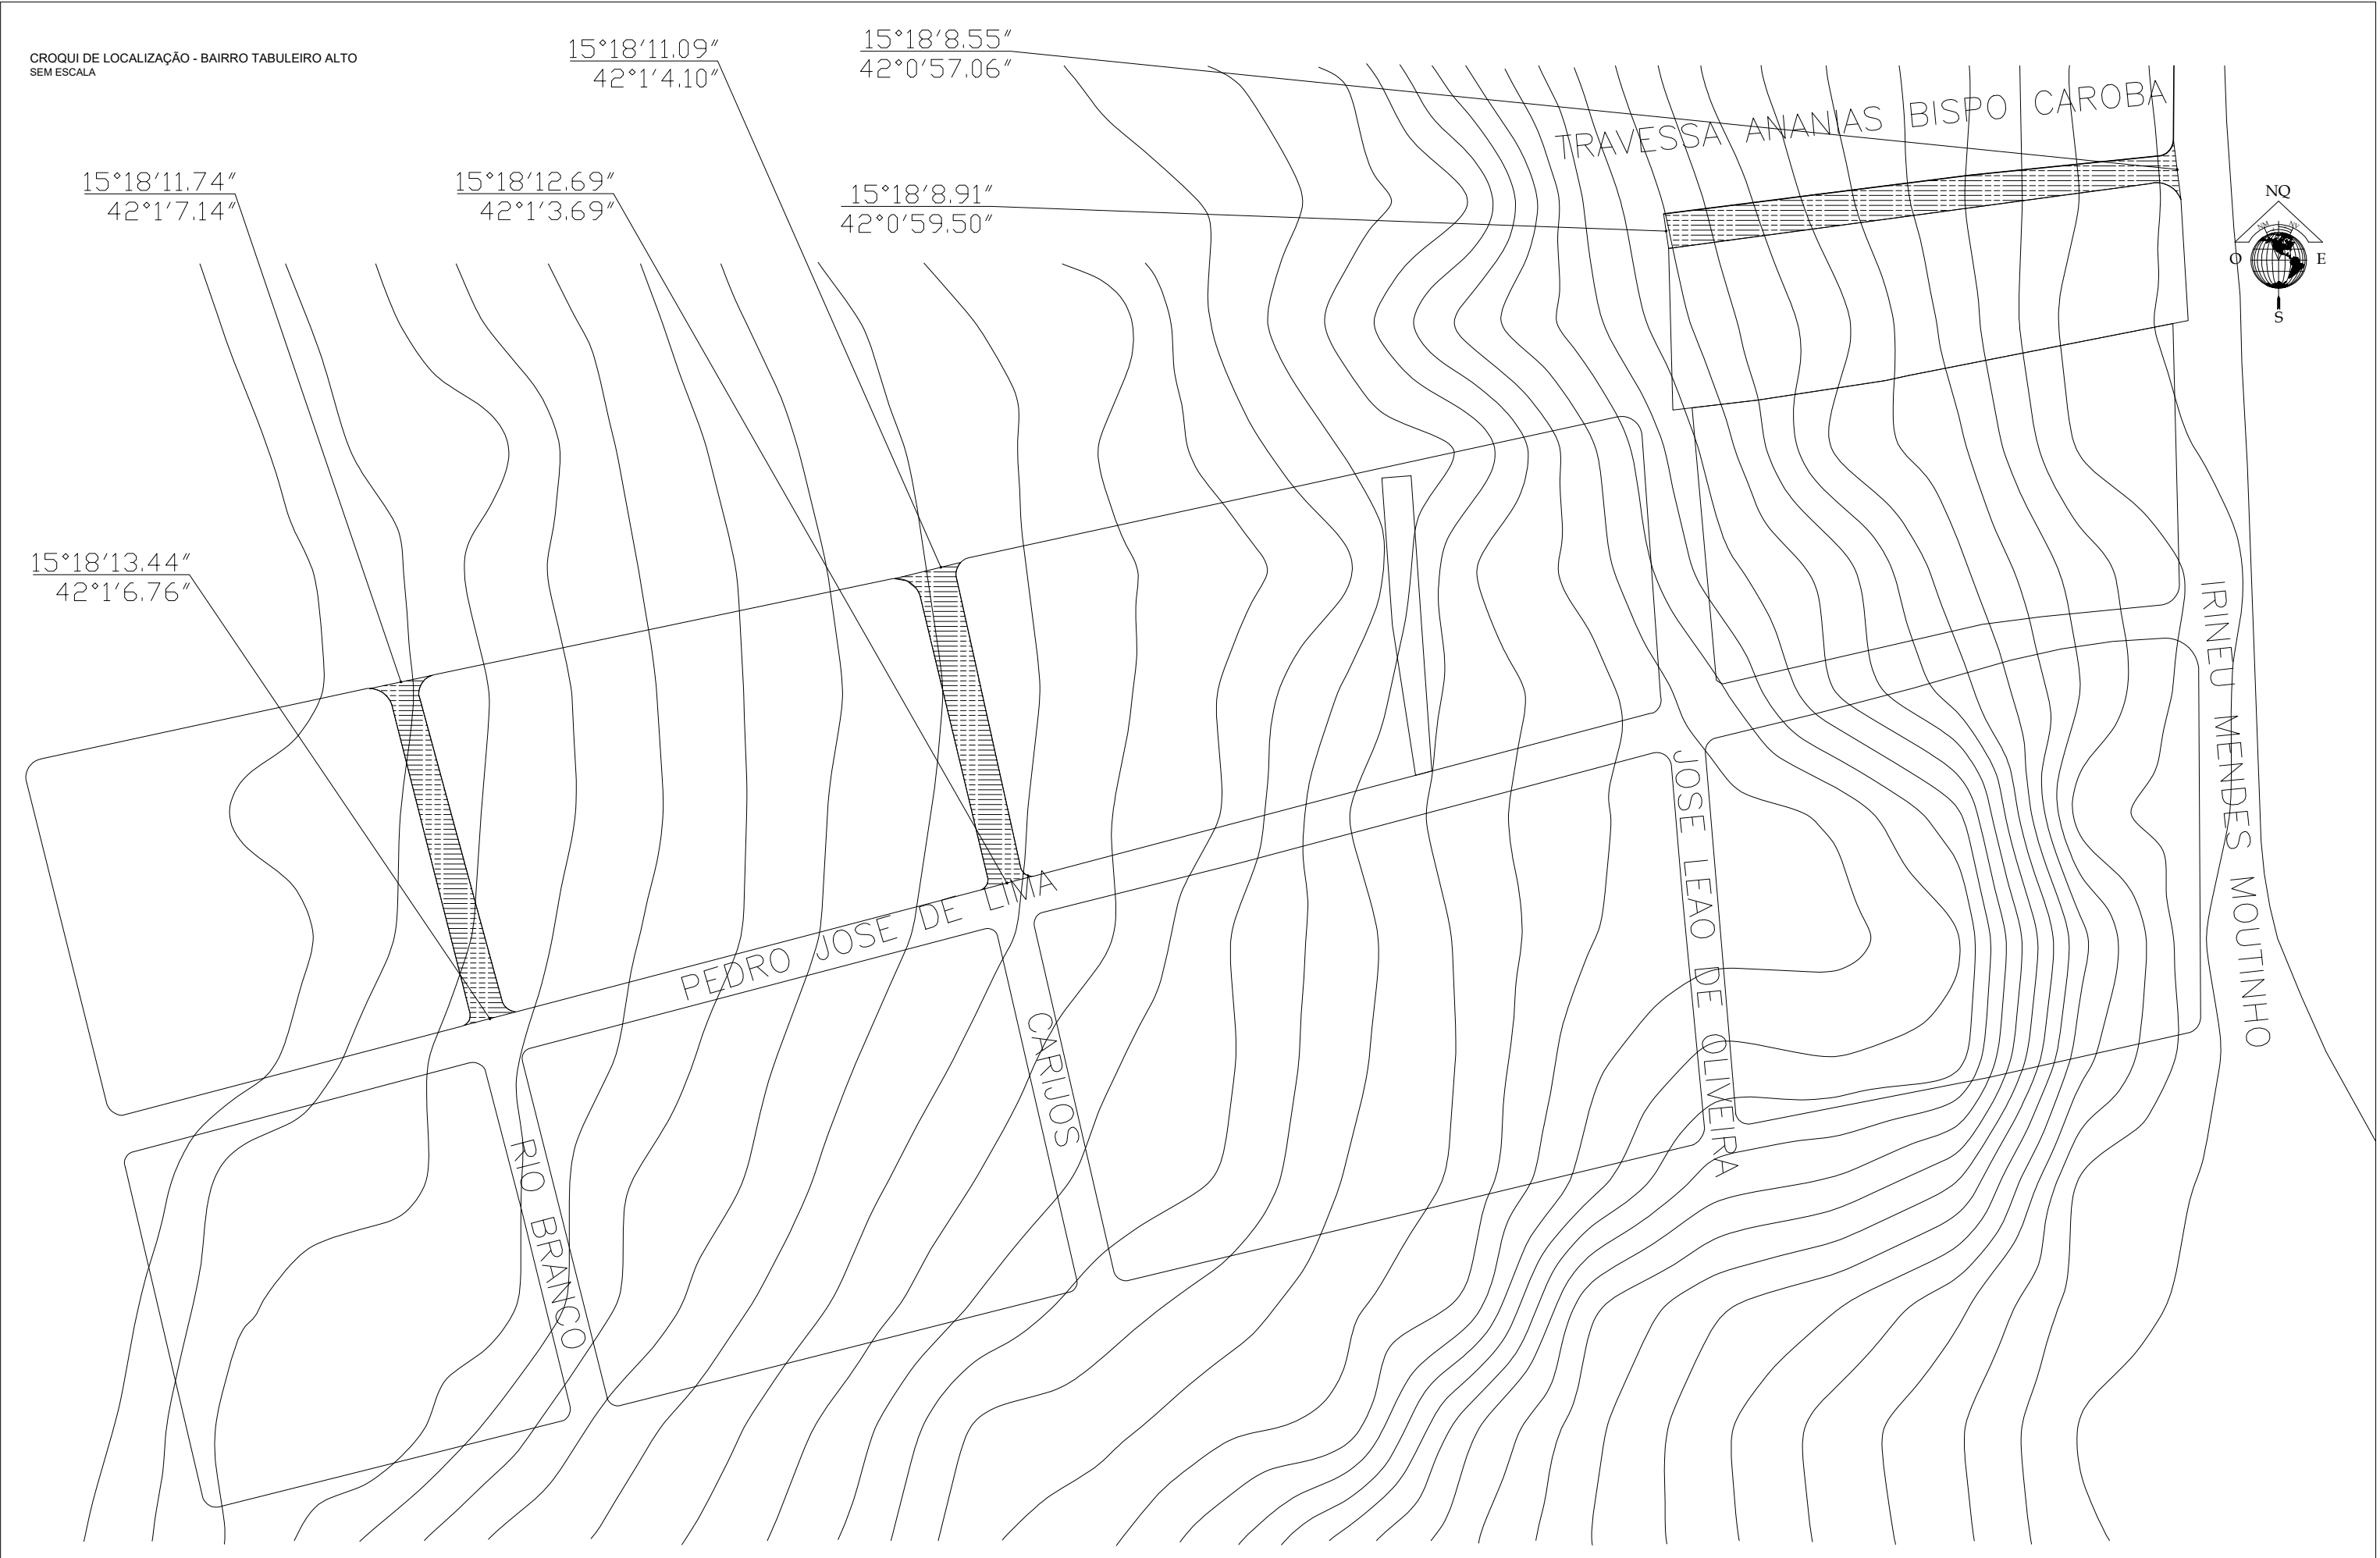 CROQUI DE LOCALIZAÇÃO - BAIRRO TABULEIRO ALTO
SEM ESCALA
15°18'11.09"
42°1'4.10"
15°18'8.55"
42°0'57.06"
TRAVESSA ANANIAS BISPO CAROBA
15°18'11.74"
42°1'7.14"
15°18'12.69"
42°1'3.69"
15°18'8.91"
42°0'59.50"
NQ
O
E
S
15°18'13.44"
42°1'6.76"
IRINEU MENDES MOUTINHO
JOSE LEAO DE OLIVEIRA
PEDRO JOSE DE LIMA
CARIJOS
RIO BRANCO